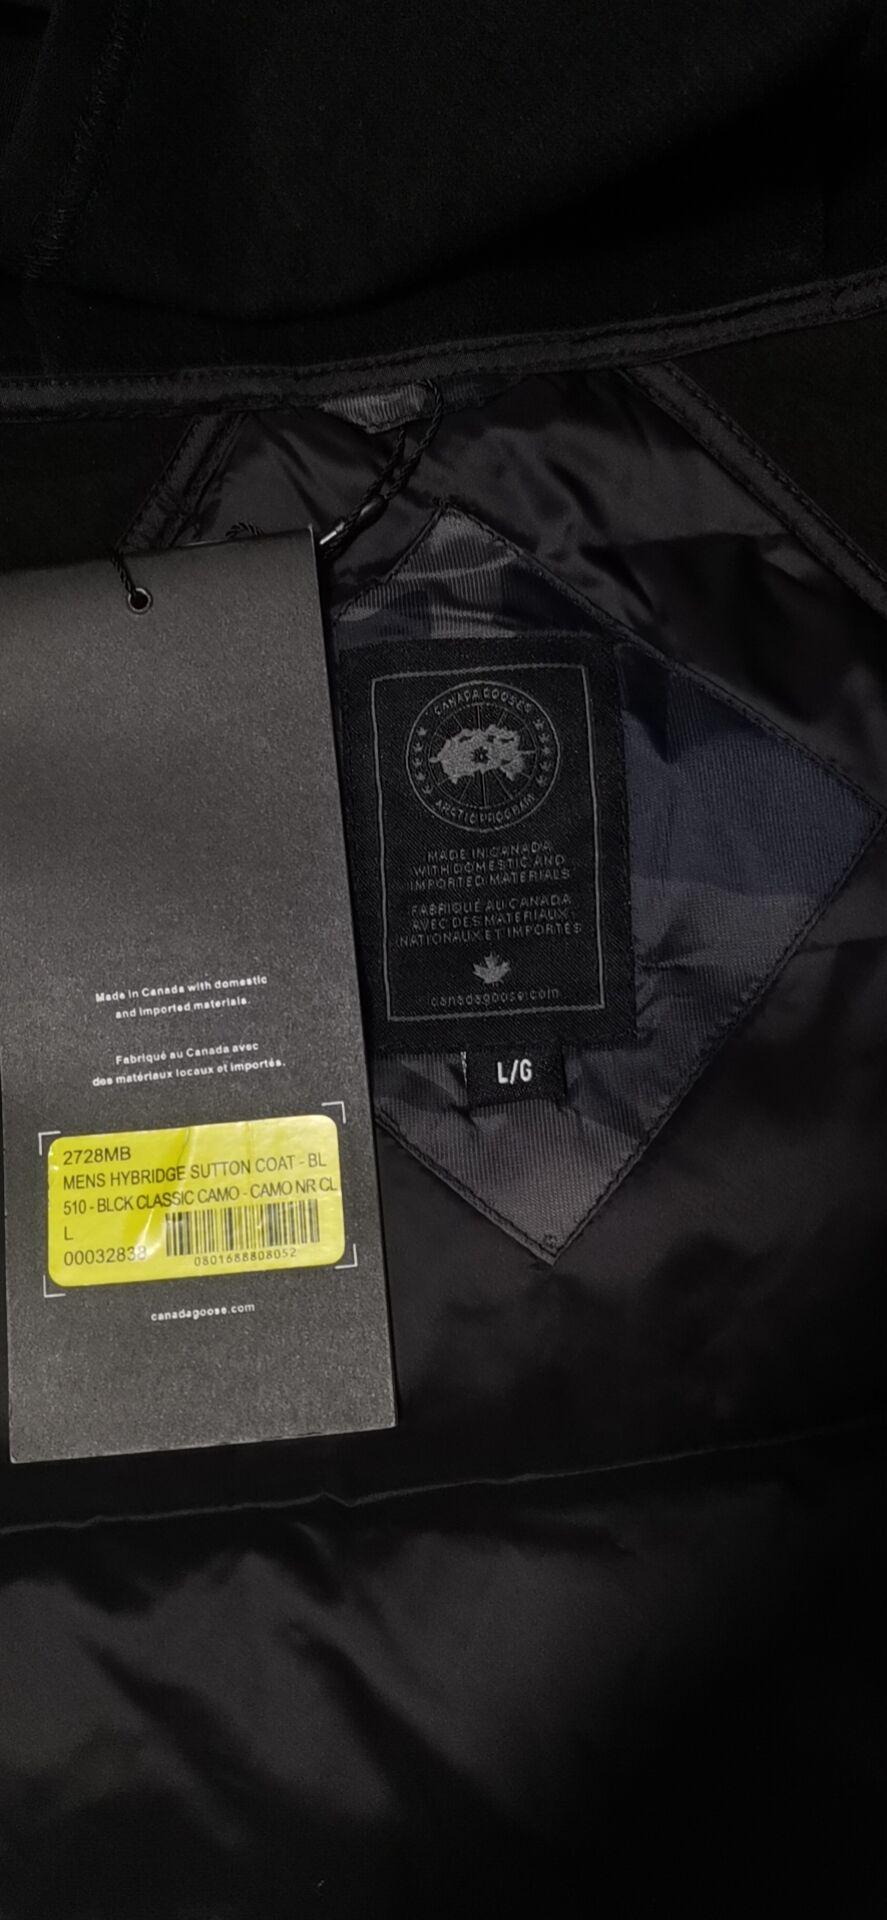 Made in Canada with domestic
and imported materials.
Fabriqué au Canada avec
des matériaux locaux et importés.
2728MB
MENS HYBRIDGE SUTTON COAT - BL
510 - BLCK CLASSIC CAMO - CAMO NR CL
L
00032838
0801688808052
canadagoose.com
CANADA GOOSE
ARCTIC PROGRAM
MADE IN CANADA
WITH DOMESTIC AND
IMPORTED MATERIALS
FABRIQUÉ AU CANADA
AVEC DES MATERIAUX
NATIONAUX ET IMPORTÉS
canadagoose.com
L/G